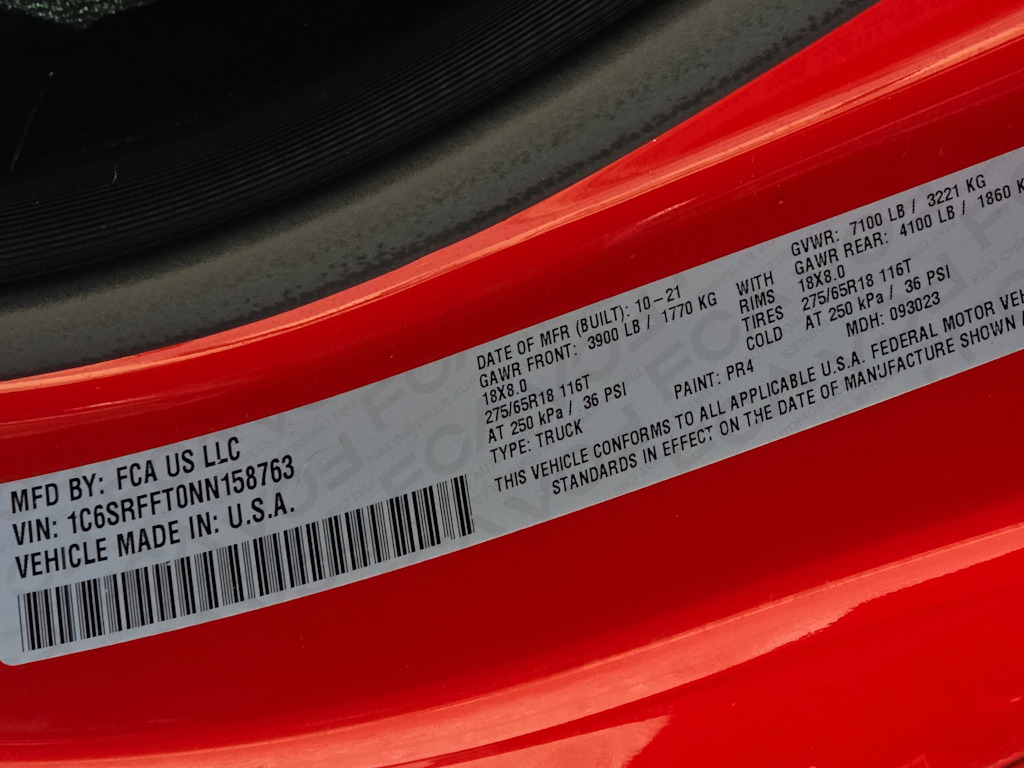 MFD BY: FCA US LLC
VIN: 1C6SRFFT0NN158763
VEHICLE MADE IN: U.S.A.
DATE OF MFR (BUILT): 10-21
GAWR FRONT: 3900 LB / 1770 KG
18X8.0
275/65R18 116T
AT 250 kPa / 36 PSI
TYPE: TRUCK
PAINT: PR4
WITH
RIMS
TIRES
COLD
GVWR: 7100 LB / 3221 KG
GAWR REAR: 4100 LB / 1860
18X8.0
275/65R18 116T
AT 250 kPa / 36 PSI
MDH: 093023
THIS VEHICLE CONFORMS TO ALL APPLICABLE U.S.A. FEDERAL MOTOR
STANDARDS IN EFFECT ON THE DATE OF MANUFACTURE SHOWN